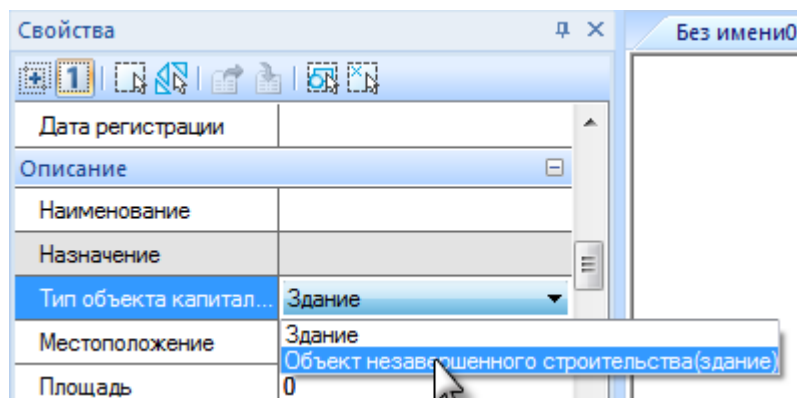 Свойства
Без имени0
1
Дата регистрации
Описание
Наименование
Назначение
Тип объекта капитал... Здание
Местоположение
Здание
Объект незавершенного строительства(здание)
Площадь 0